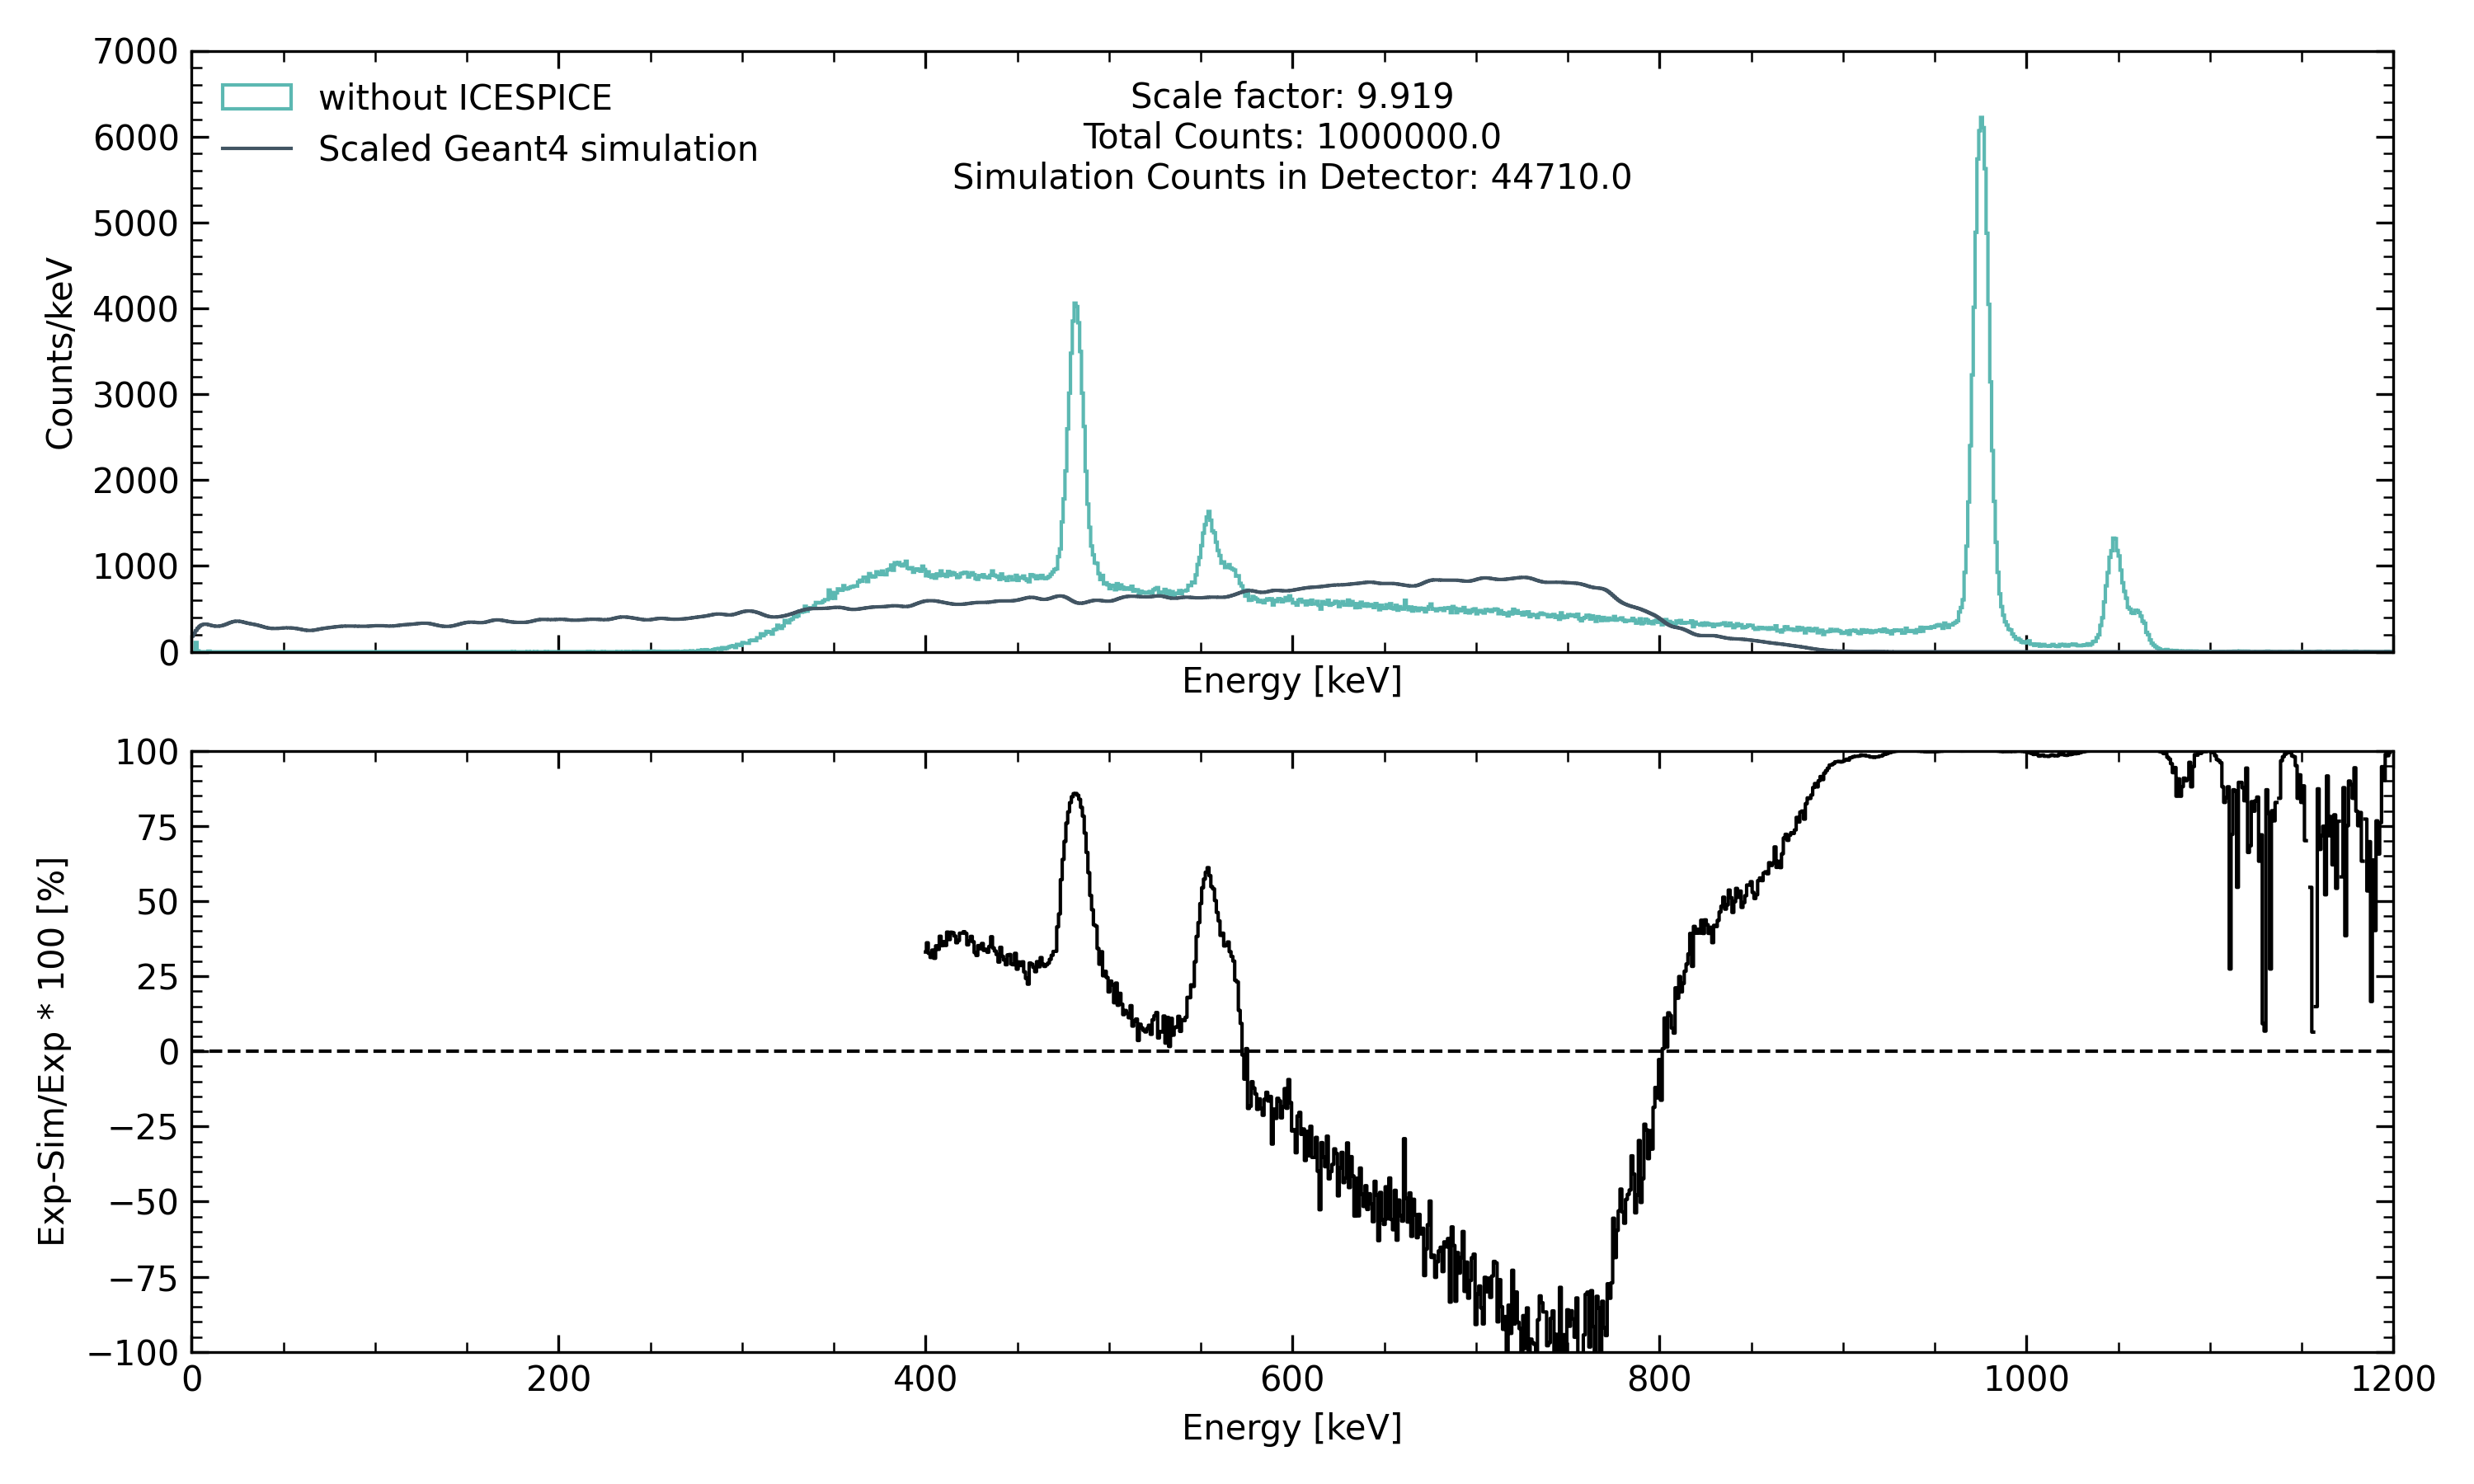 7000
6000
5000
4000
3000
2000
1000
0
Counts/keV
without ICESPICE
Scaled Geant4 simulation
Scale factor: 9.919
Total Counts: 1000000.0
Simulation Counts in Detector: 44710.0
Energy [keV]
100
75
50
25
0
−25
−50
−75
−100
Exp-Sim/Exp * 100 [%]
0 200 400 600 800 1000 1200
Energy [keV]